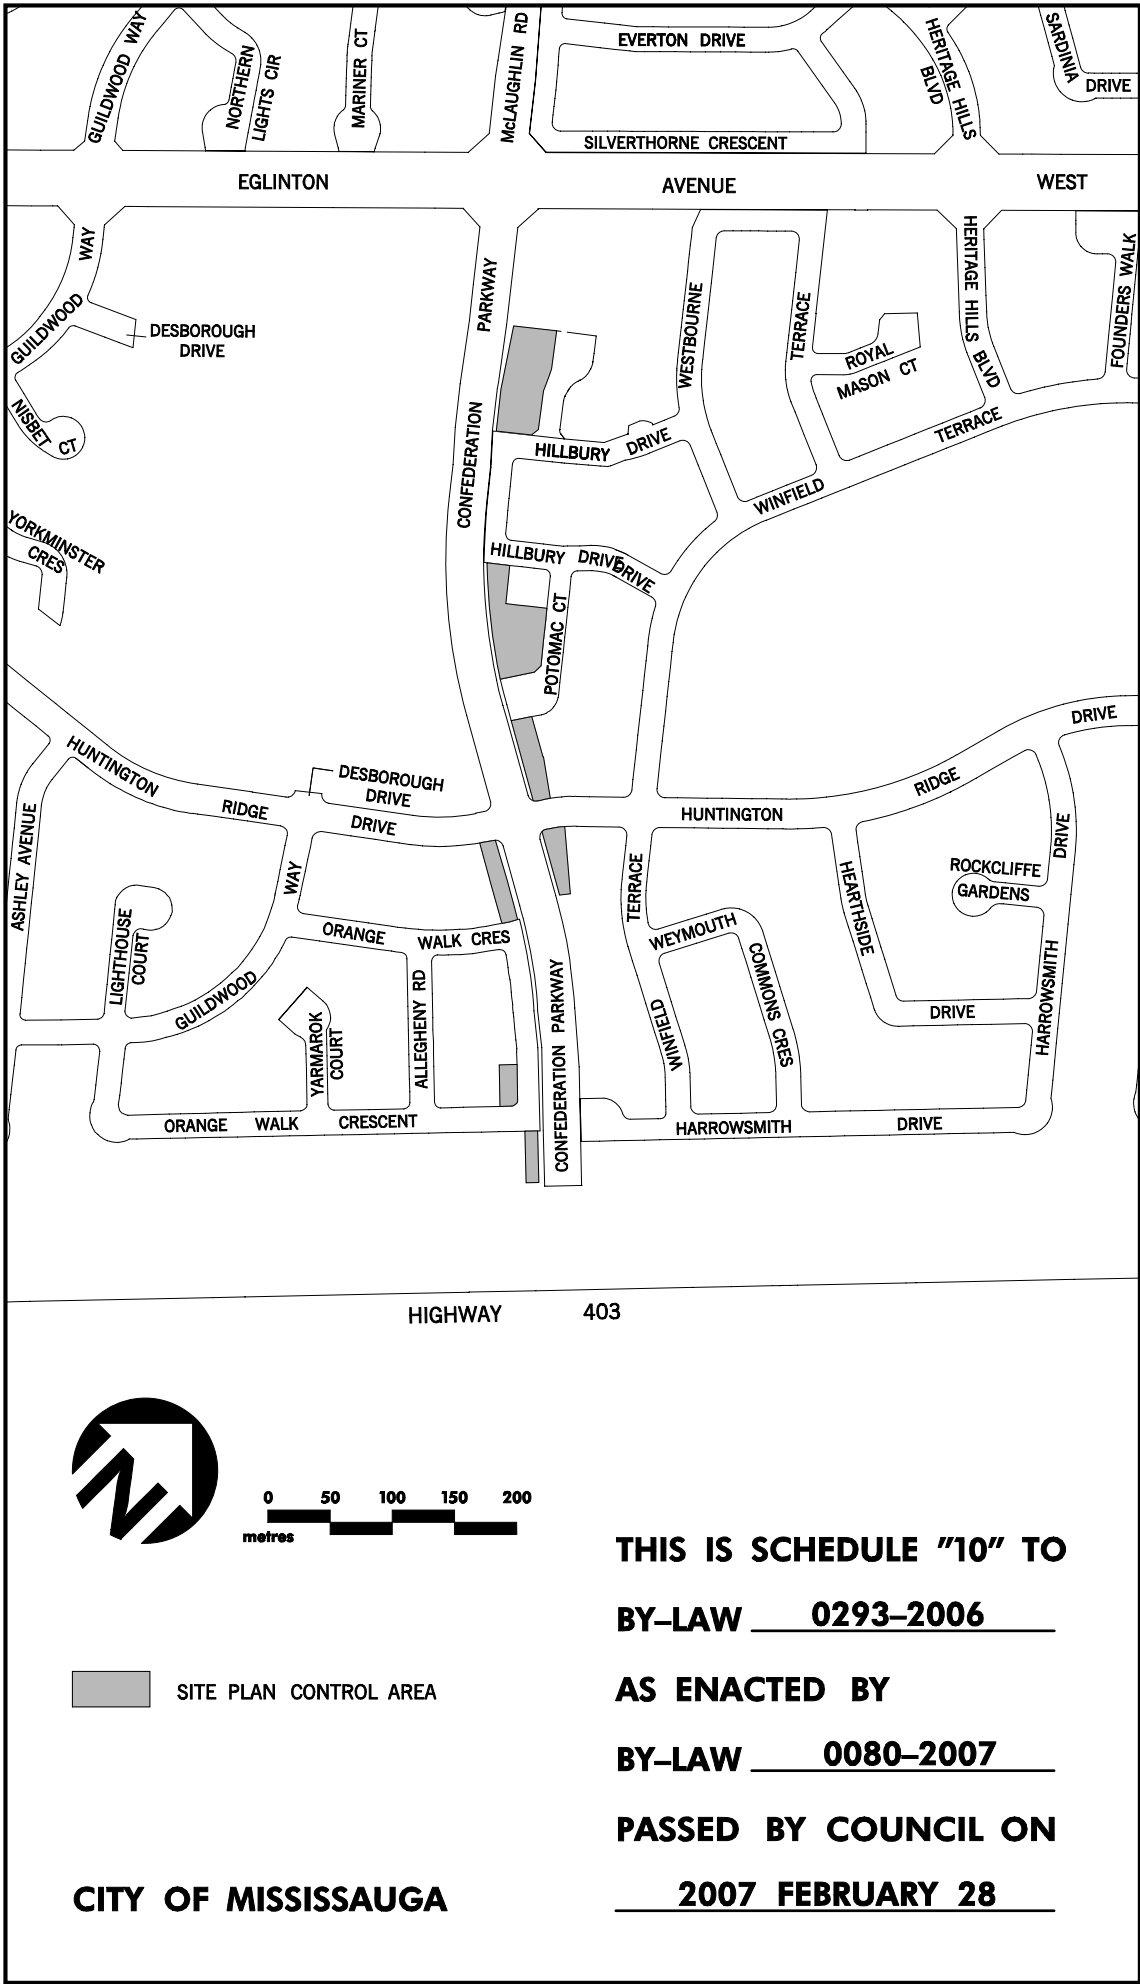 GUILDWOOD WAY
NORTHERN
LIGHTS CIR
MARINER CT
McLAUGHLIN RD
EVERTON DRIVE
SILVERTHORNE CRESCENT
HERITAGE HILLS
BLVD
SARDINIA
DRIVE
EGLINTON AVENUE WEST
GUILDWOOD WAY
DESBOROUGH
DRIVE
NISBET CT
YORKMINSTER
CRES
CONFEDERATION PARKWAY
WESTBOURNE
TERRACE
ROYAL
MASON CT
HERITAGE HILLS BLVD
FOUNDERS WALK
HILLBURY DRIVE
WINFIELD TERRACE
HILLBURY DRIVE
DRIVE
POTOMAC CT
HUNTINGTON RIDGE DRIVE
DESBOROUGH
DRIVE
HUNTINGTON RIDGE DRIVE
ASHLEY AVENUE
LIGHTHOUSE
COURT
GUILDWOOD WAY
ORANGE WALK CRES
YARMAROK
COURT
ALLEGHENY RD
ORANGE WALK CRESCENT
CONFEDERATION PARKWAY
WINFIELD TERRACE
WEYMOUTH COMMONS CRES
HEARTHSIDE DRIVE
ROCKCLIFFE
GARDENS
HARROWSMITH DRIVE
HARROWSMITH DRIVE
HIGHWAY 403
N
0 50 100 150 200
metres
SITE PLAN CONTROL AREA
CITY OF MISSISSAUGA
THIS IS SCHEDULE "10" TO
BY-LAW 0293-2006
AS ENACTED BY
BY-LAW 0080-2007
PASSED BY COUNCIL ON
2007 FEBRUARY 28